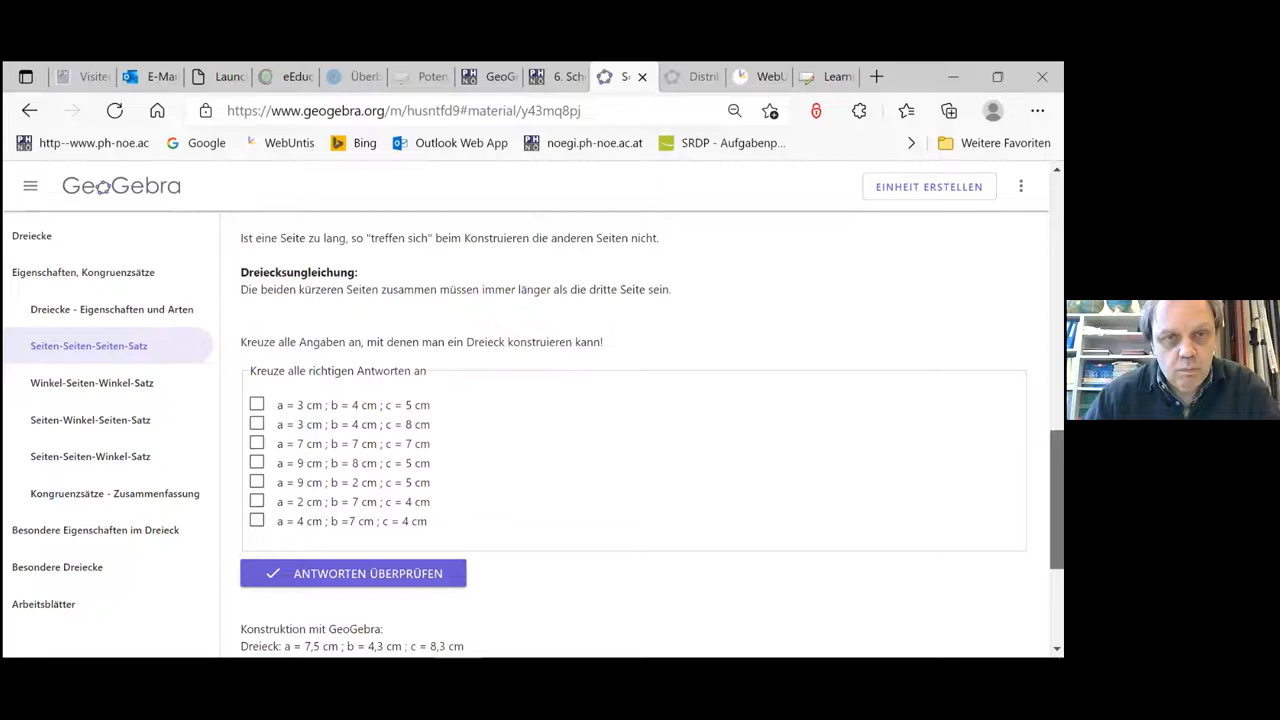 Visite
E-Mai
Launc
eEduc
Überb
Poten
GeoG
6. Sch
Se
Distri
WebU
Learn
https://www.geogebra.org/m/husntfd9#material/y43mq8pj
http--www.ph-noe.ac
Google
WebUntis
Bing
Outlook Web App
noegi.ph-noe.ac.at
SRDP - Aufgabenp...
Weitere Favoriten
GeoGebra
EINHEIT ERSTELLEN
Dreiecke
Eigenschaften, Kongruenzsätze
Dreiecke - Eigenschaften und Arten
Seiten-Seiten-Seiten-Satz
Winkel-Seiten-Winkel-Satz
Seiten-Winkel-Seiten-Satz
Seiten-Seiten-Winkel-Satz
Kongruenzsätze - Zusammenfassung
Besondere Eigenschaften im Dreieck
Besondere Dreiecke
Arbeitsblätter
Ist eine Seite zu lang, so "treffen sich" beim Konstruieren die anderen Seiten nicht.
Dreiecksungleichung:
Die beiden kürzeren Seiten zusammen müssen immer länger als die dritte Seite sein.
Kreuze alle Angaben an, mit denen man ein Dreieck konstruieren kann!
Kreuze alle richtigen Antworten an
a = 3 cm ; b = 4 cm ; c = 5 cm
a = 3 cm ; b = 4 cm ; c = 8 cm
a = 7 cm ; b = 7 cm ; c = 7 cm
a = 9 cm ; b = 8 cm ; c = 5 cm
a = 9 cm ; b = 2 cm ; c = 5 cm
a = 2 cm ; b = 7 cm ; c = 4 cm
a = 4 cm ; b =7 cm ; c = 4 cm
ANTWORTEN ÜBERPRÜFEN
Konstruktion mit GeoGebra:
Dreieck: a = 7,5 cm ; b = 4,3 cm ; c = 8,3 cm